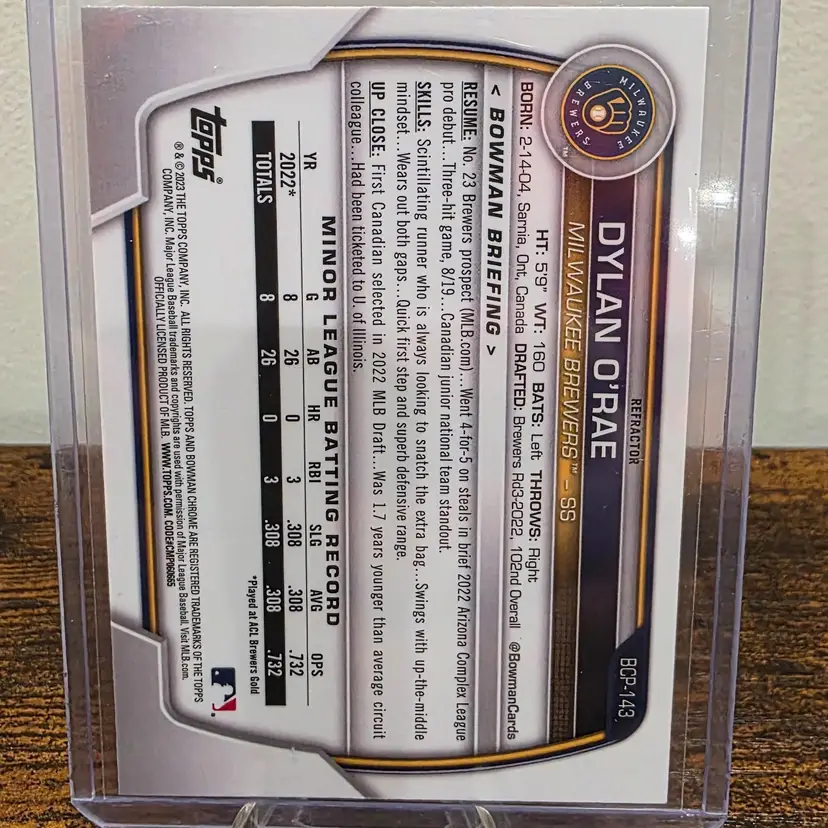 REFRACTOR
BCP-143
DYLAN O'RAE
MILWAUKEE BREWERS™ – SS
MILWAUKEE
BREWERS
TM
HT: 5'9" WT: 160 BATS: Left THROWS: Right
BORN: 2-14-04, Sarnia, Ont., Canada DRAFTED: Brewers Rd3-2022, 102nd Overall @BowmanCards
< BOWMAN BRIEFING >
RESUME: No. 23 Brewers prospect (MLB.com)...Went 4-for-5 on steals in brief 2022 Arizona Complex League
pro debut...Three-hit game, 8/19...Canadian junior national team standout.
SKILLS: Scintillating runner who is always looking to snatch the extra bag...Swings with up-the-middle
mindset...Wears out both gaps...Quick first step and superb defensive range.
UP CLOSE: First Canadian selected in 2022 MLB Draft...Was 1.7 years younger than average circuit
colleague...Had been ticketed to U. of Illinois.
MINOR LEAGUE BATTING RECORD
YR G AB HR RBI SLG AVG OPS
2022* 8 26 0 3 .308 .308 .732
TOTALS 8 26 0 3 .308 .308 .732
*Played at ACL Brewers Gold
topps®
® & © 2023 THE TOPPS COMPANY, INC. ALL RIGHTS RESERVED. TOPPS AND BOWMAN CHROME ARE REGISTERED TRADEMARKS OF THE TOPPS
COMPANY, INC. Major League Baseball trademarks and copyrights are used with permission of Major League Baseball. Visit MLB.com.
OFFICIALLY LICENSED PRODUCT OF MLB. WWW.TOPPS.COM. CODE#CMP060065